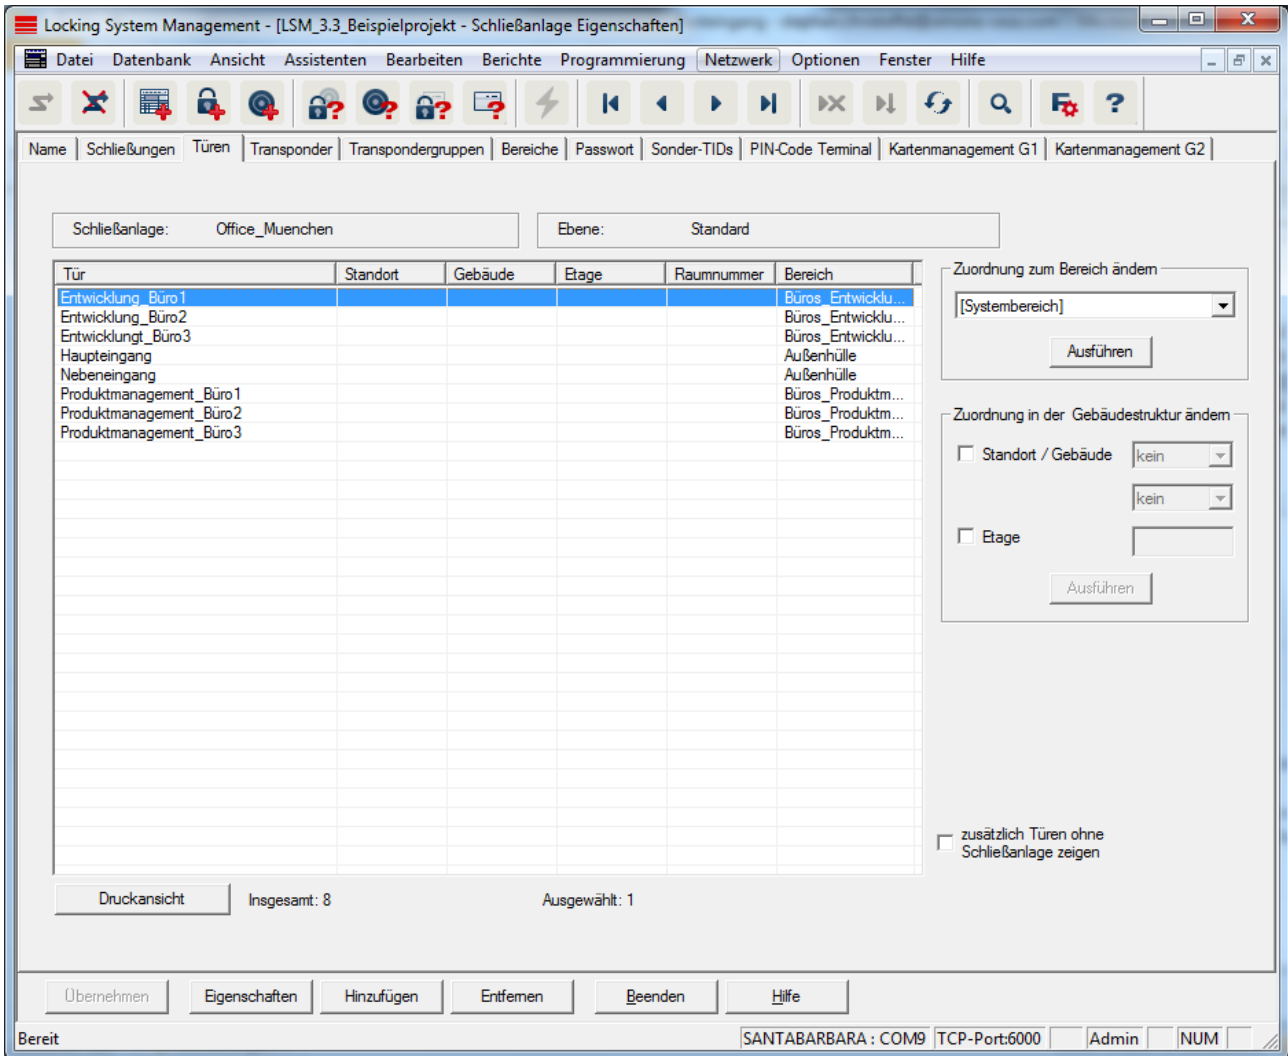 Locking System Management - [LSM_3.3_Beispielprojekt - Schließanlage Eigenschaften]
Datei Datenbank Ansicht Assistenten Bearbeiten Berichte Programmierung Netzwerk Optionen Fenster Hilfe
Name Schließungen Türen Transponder Transpondergruppen Bereiche Passwort Sonder-TIDs PIN-Code Terminal Kartenmanagement G1 Kartenmanagement G2
Schließanlage: Office_Muenchen Ebene: Standard
Tür Standort Gebäude Etage Raumnummer Bereich
Entwicklung_Büro1 Büros_Entwicklu...
Entwicklung_Büro2 Büros_Entwicklu...
Entwicklungt_Büro3 Büros_Entwicklu...
Haupteingang Außenhülle
Nebeneingang Außenhülle
Produktmanagement_Büro1 Büros_Produktm...
Produktmanagement_Büro2 Büros_Produktm...
Produktmanagement_Büro3 Büros_Produktm...
Zuordnung zum Bereich ändern
[Systembereich]
Ausführen
Zuordnung in der Gebäudestruktur ändern
Standort / Gebäude kein
kein
Etage
Ausführen
zusätzlich Türen ohne
Schließanlage zeigen
Druckansicht Insgesamt: 8 Ausgewählt: 1
Übernehmen Eigenschaften Hinzufügen Entfernen Beenden Hilfe
Bereit SANTABARBARA : COM9 TCP-Port:6000 Admin NUM